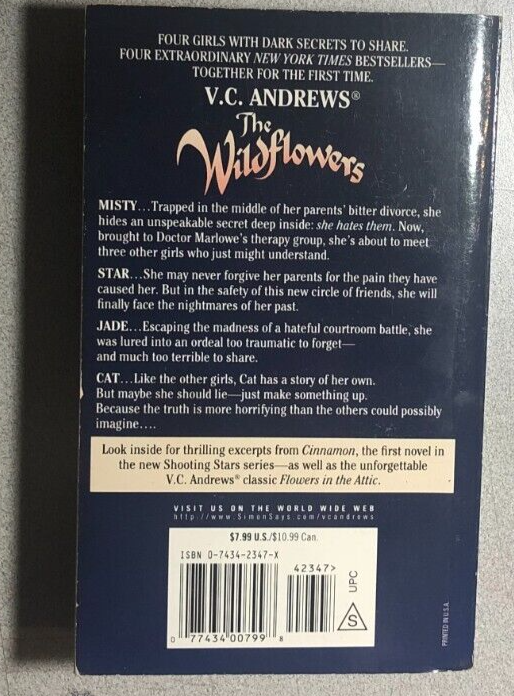 FOUR GIRLS WITH DARK SECRETS TO SHARE.
FOUR EXTRAORDINARY NEW YORK TIMES BESTSELLERS—
TOGETHER FOR THE FIRST TIME.
V.C. ANDREWS®
The
Wildflowers
MISTY...Trapped in the middle of her parents' bitter divorce, she
hides an unspeakable secret deep inside: she hates them. Now,
brought to Doctor Marlowe's therapy group, she's about to meet
three other girls who just might understand.
STAR...She may never forgive her parents for the pain they have
caused her. But in the safety of this new circle of friends, she will
finally face the nightmares of her past.
JADE...Escaping the madness of a hateful courtroom battle, she
was lured into an ordeal too traumatic to forget—
and much too terrible to share.
CAT...Like the other girls, Cat has a story of her own.
But maybe she should lie—just make something up.
Because the truth is more horrifying than the others could possibly
imagine....
Look inside for thrilling excerpts from Cinnamon, the first novel in
the new Shooting Stars series—as well as the unforgettable
V.C. Andrews® classic Flowers in the Attic.
VISIT US ON THE WORLD WIDE WEB
http://www.SimonSays.com/vcandrews
$7.99 U.S./$10.99 Can.
ISBN 0-7434-2347-X
42347>
UPC
S
0 77434 00799 8
PRINTED IN U.S.A.